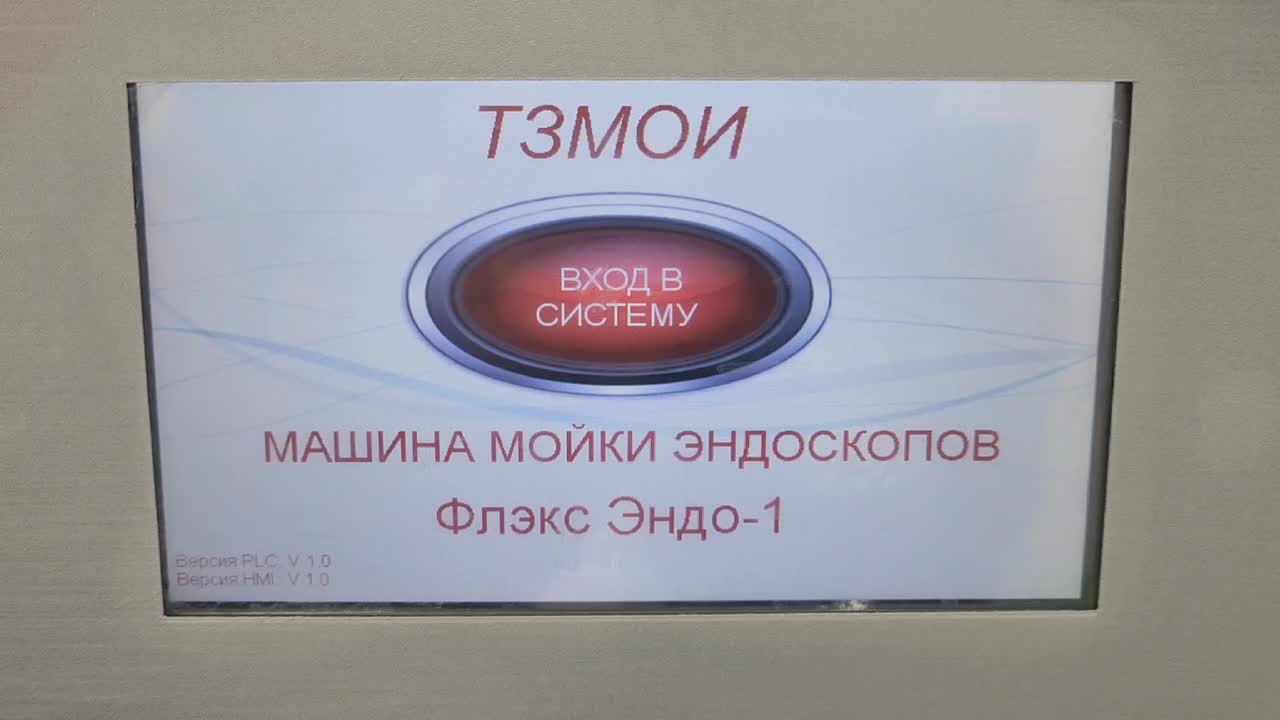 ТЗМОИ
ВХОД В
СИСТЕМУ
МАШИНА МОЙКИ ЭНДОСКОПОВ
Флэкс Эндо-1
Версия PLC: V 1.0
Версия HMI: V 1.0